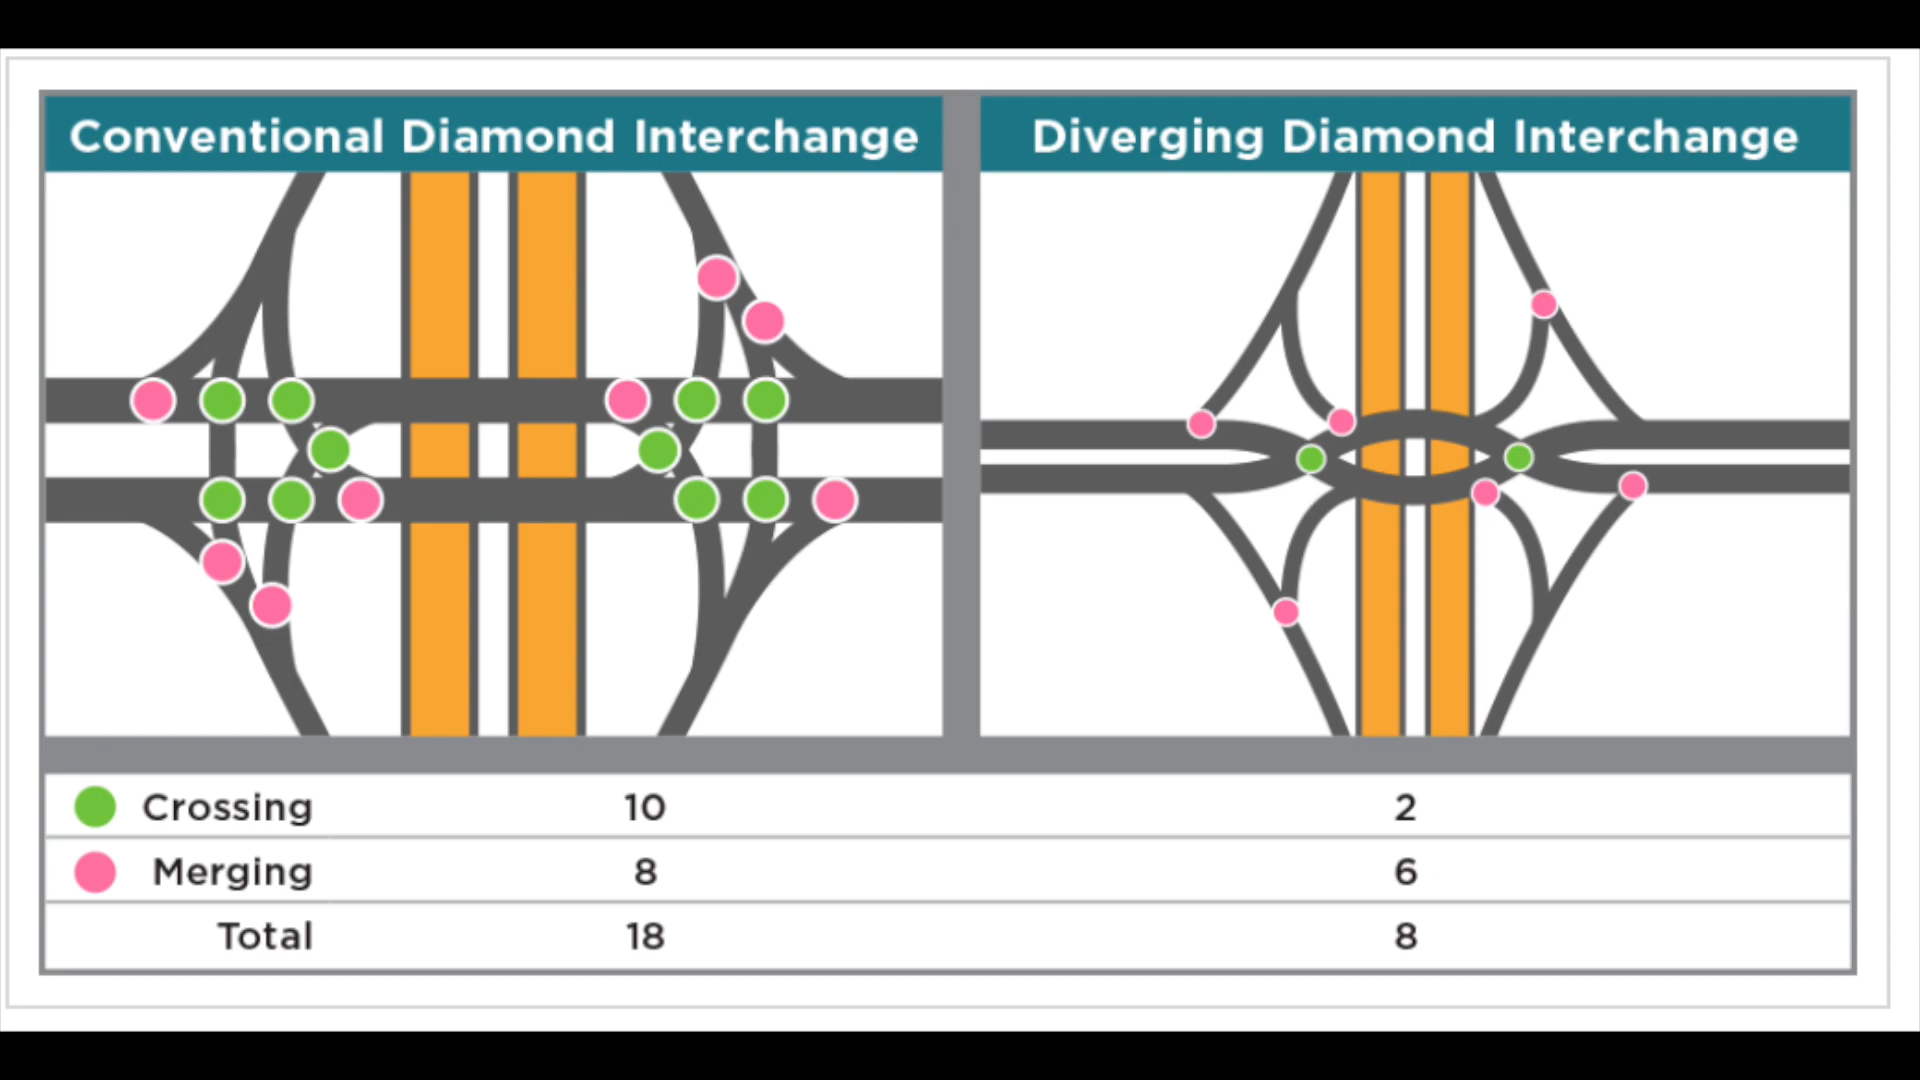 Conventional Diamond Interchange
Diverging Diamond Interchange
Crossing 10 2
Merging 8 6
Total 18 8